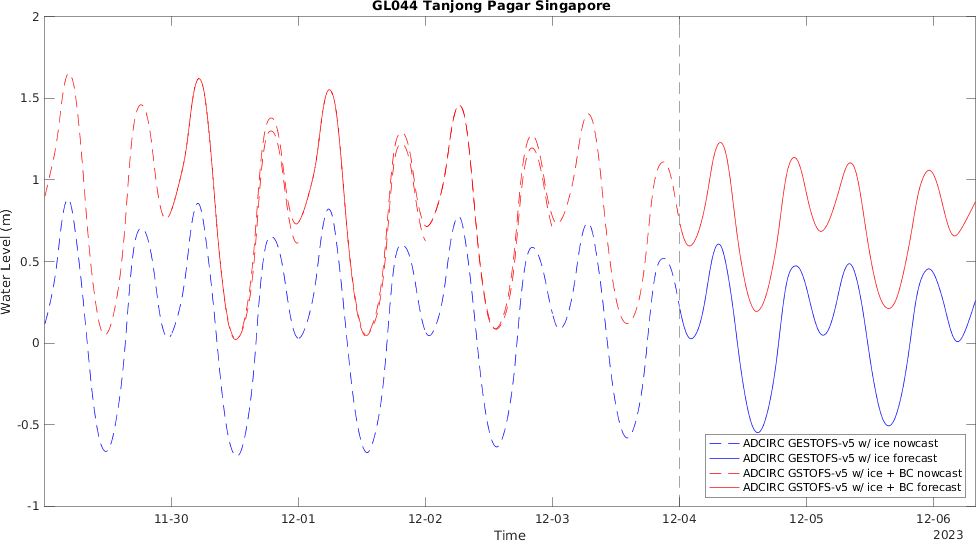 GL044 Tanjong Pagar Singapore
2
1.5
1
0.5
0
-0.5
-1
Water Level (m)
ADCIRC GESTOFS-v5 w/ ice nowcast
ADCIRC GESTOFS-v5 w/ ice forecast
ADCIRC GSTOFS-v5 w/ ice + BC nowcast
ADCIRC GSTOFS-v5 w/ ice + BC forecast
11-30 12-01 12-02 12-03 12-04 12-05 12-06
Time
2023